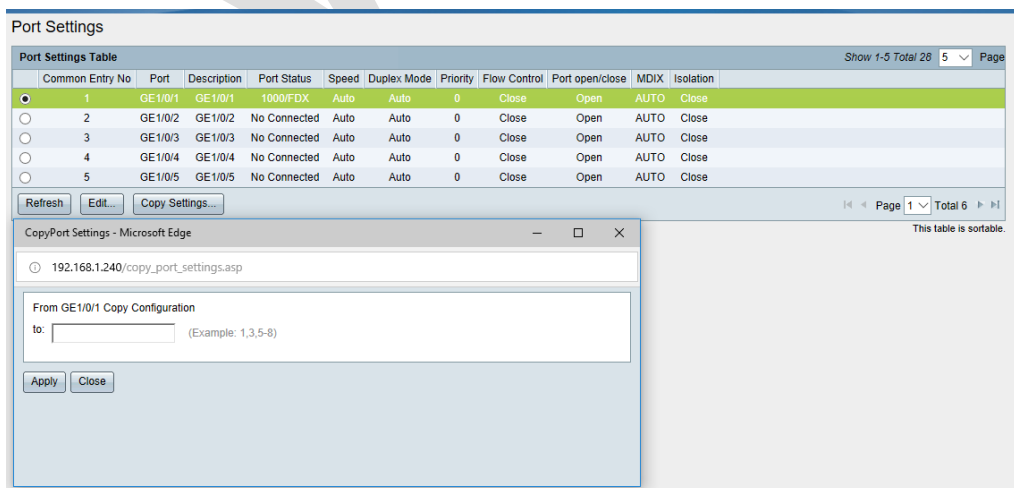 Port Settings
Port Settings Table Show 1-5 Total 28 5 Page
Common Entry No Port Description Port Status Speed Duplex Mode Priority Flow Control Port open/close MDIX Isolation
1 GE1/0/1 GE1/0/1 1000/FDX Auto Auto 0 Close Open AUTO Close
2 GE1/0/2 GE1/0/2 No Connected Auto Auto 0 Close Open AUTO Close
3 GE1/0/3 GE1/0/3 No Connected Auto Auto 0 Close Open AUTO Close
4 GE1/0/4 GE1/0/4 No Connected Auto Auto 0 Close Open AUTO Close
5 GE1/0/5 GE1/0/5 No Connected Auto Auto 0 Close Open AUTO Close
Refresh Edit... Copy Settings... Page 1 Total 6
This table is sortable.
CopyPort Settings - Microsoft Edge
192.168.1.240/copy_port_settings.asp
From GE1/0/1 Copy Configuration
to: (Example: 1,3,5-8)
Apply Close